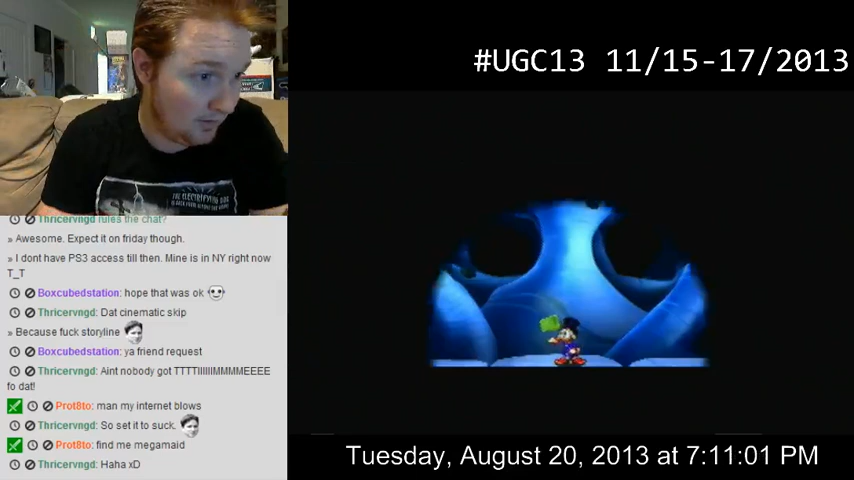 #UGC13 11/15-17/2013
THE ELECTRIFYING
Thricervngd rules the chat?
» Awesome. Expect it on friday though.
» I dont have PS3 access till then. Mine is in NY right now
T_T
Boxcubedstation: hope that was ok
Thricervngd: Dat cinematic skip
» Because fuck storyline
Boxcubedstation: ya friend request
Thricervngd: Aint nobody got TTTTIIIIIIMMMMEEEE
fo dat!
Prot8to: man my internet blows
Thricervngd: So set it to suck.
Prot8to: find me megamaid
Thricervngd: Haha xD
Tuesday, August 20, 2013 at 7:11:01 PM